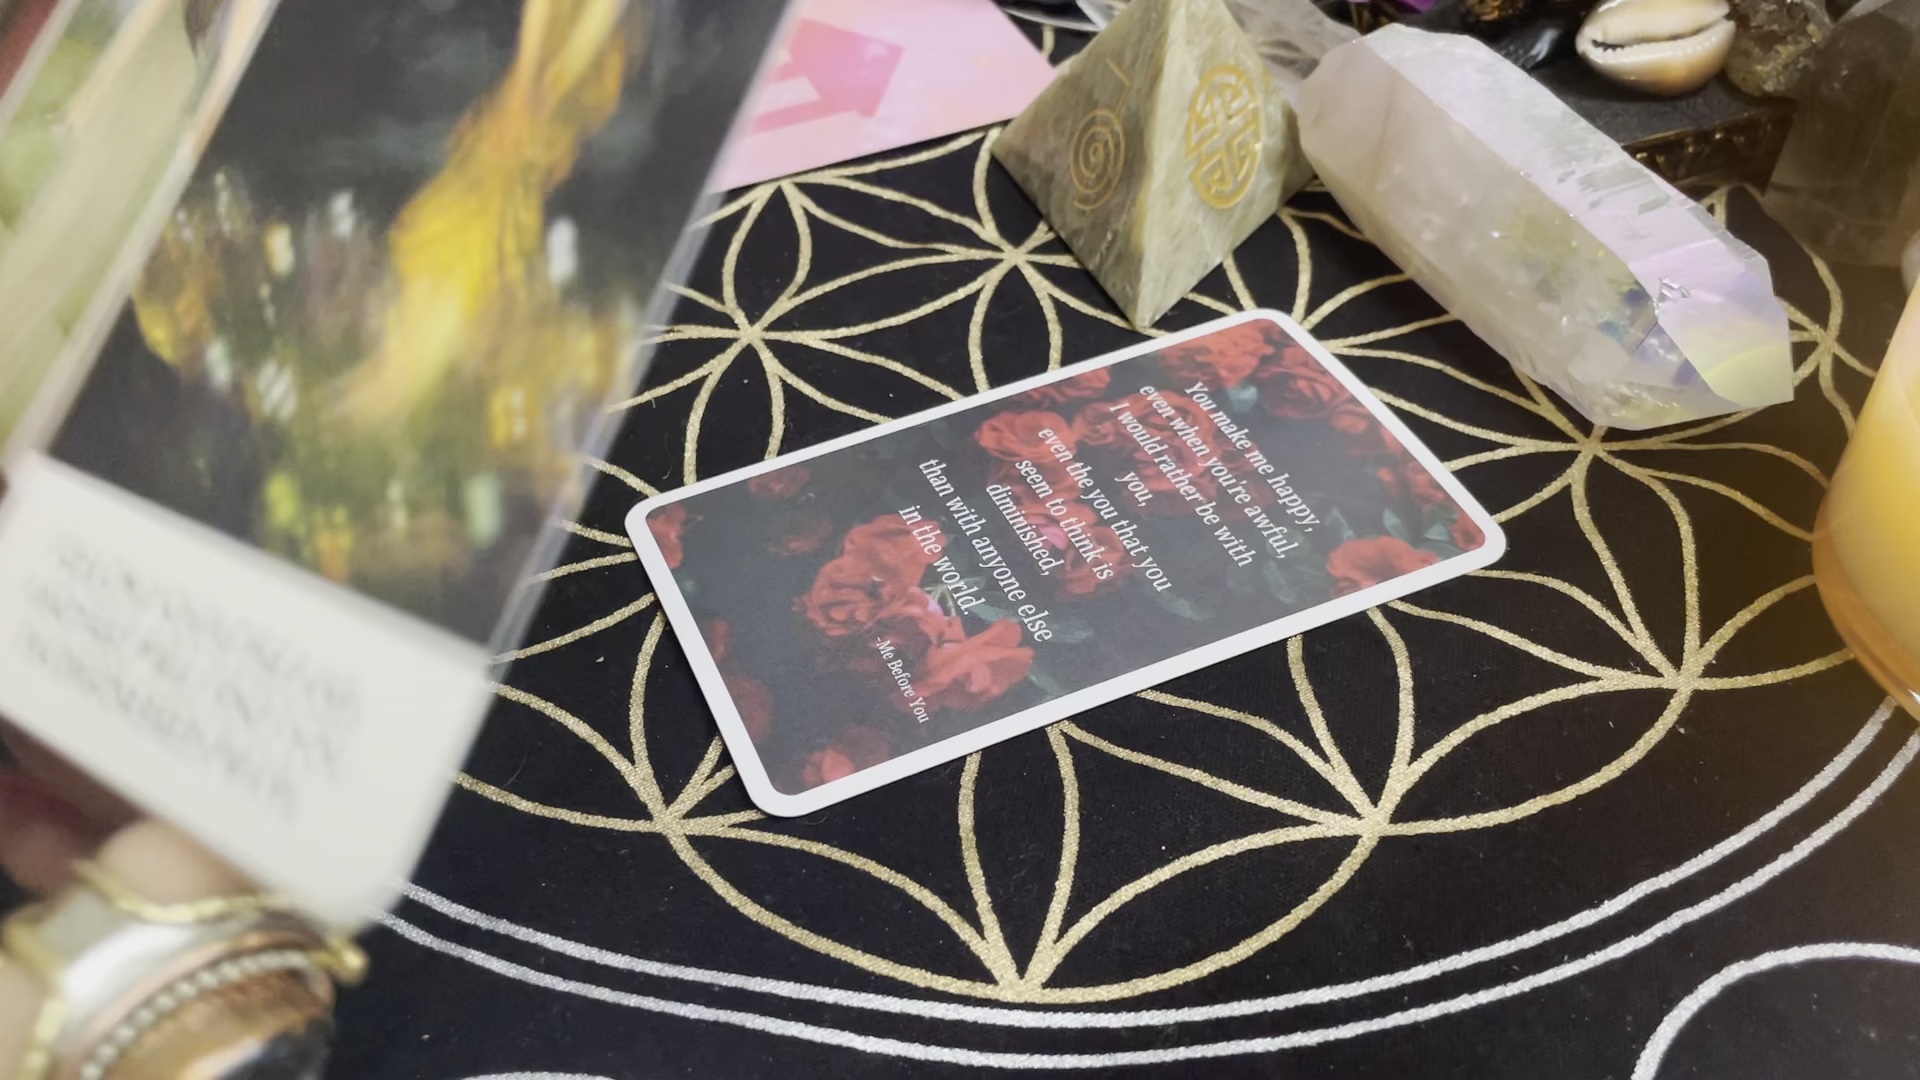 You make me happy,
even when you're awful,
I would rather be with
you,
even the you that you
seem to think is
diminished,
than with anyone else
in the world.
-Me Before You